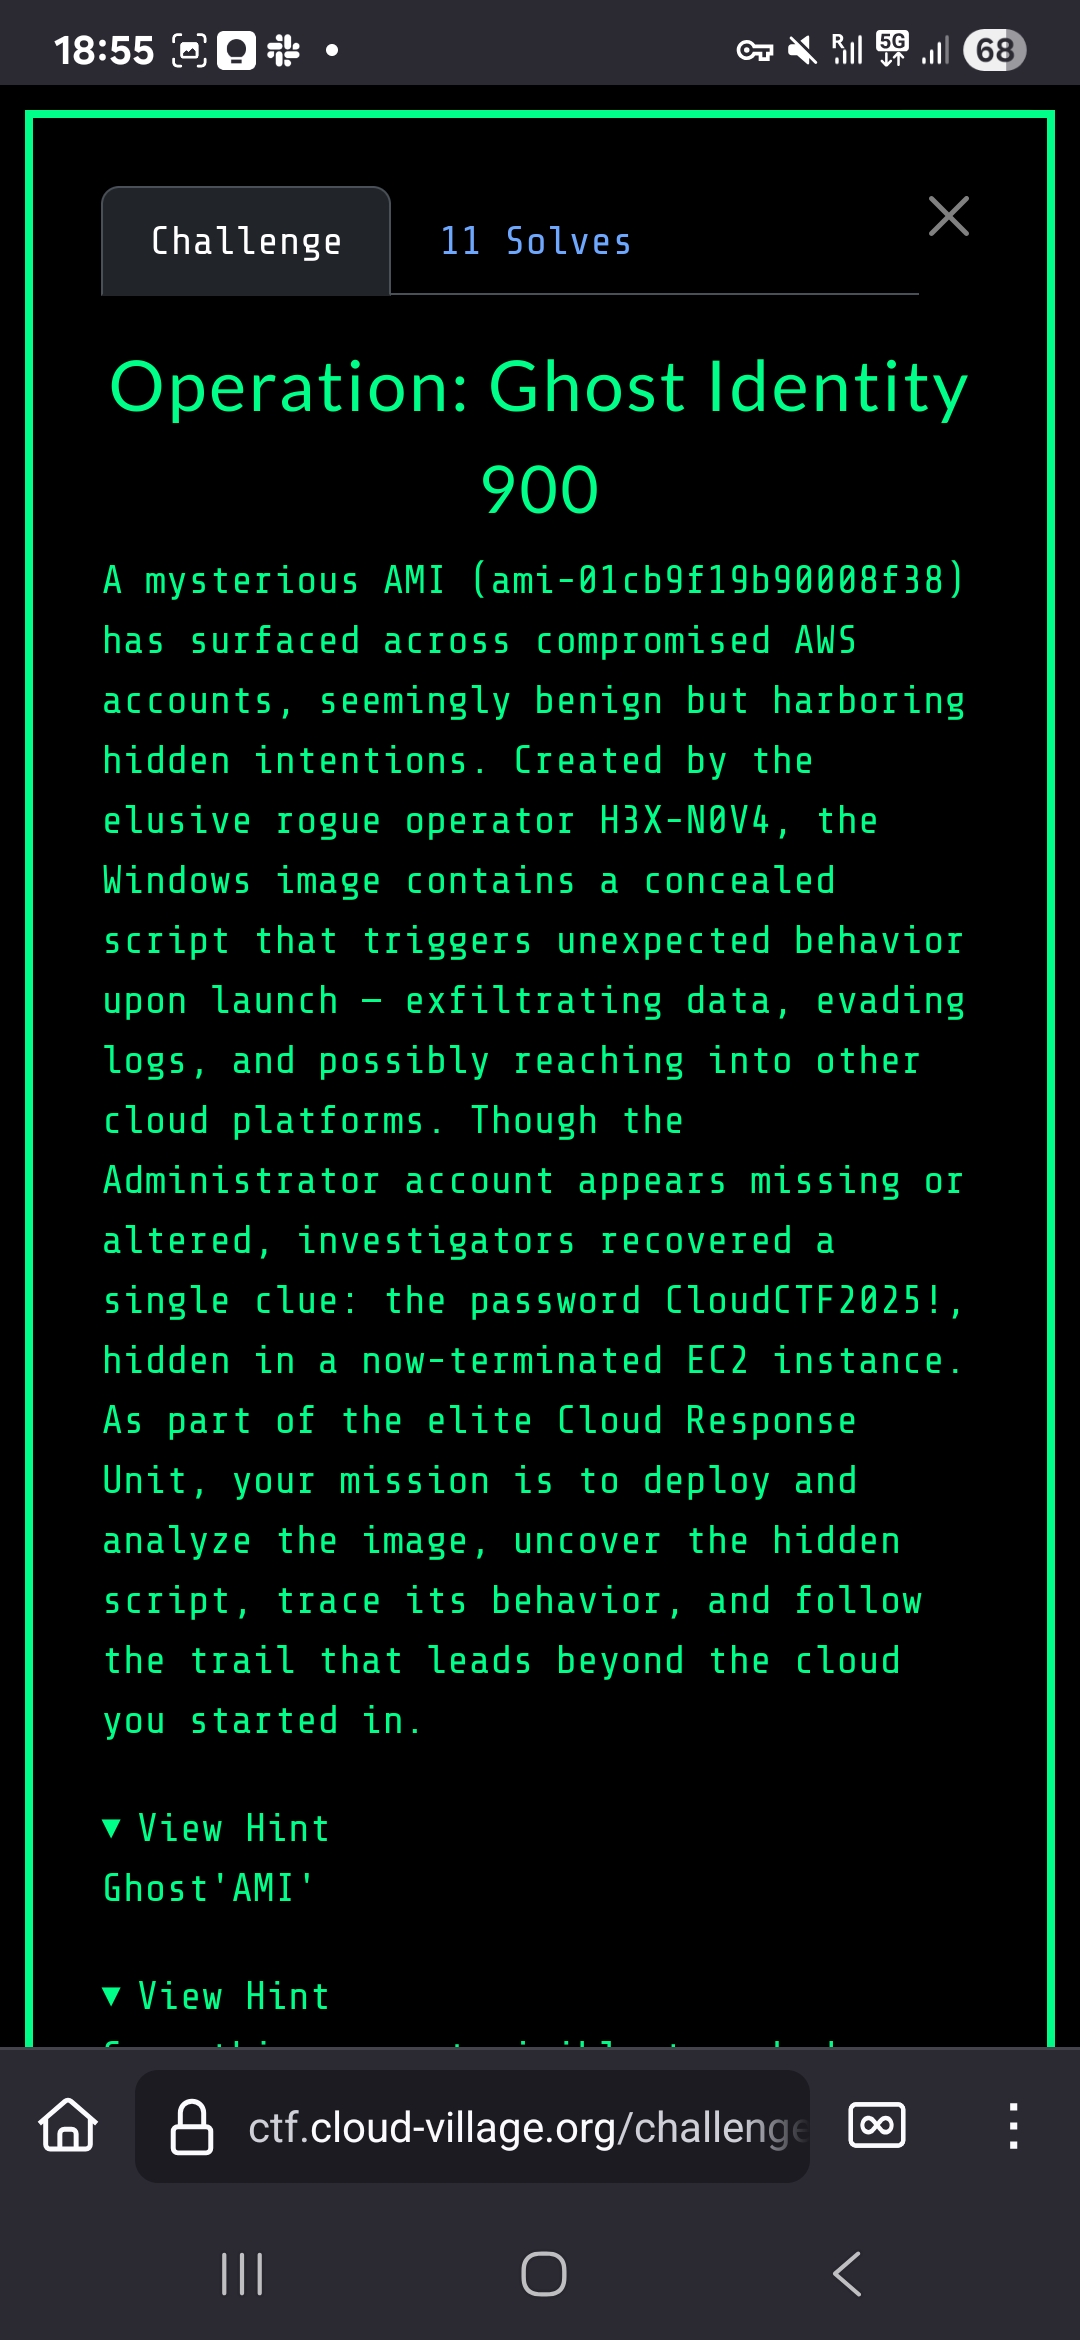 18:55
R 5G 68
Challenge
11 Solves
Operation: Ghost Identity
900
A mysterious AMI (ami-01cb9f19b90008f38)
has surfaced across compromised AWS
accounts, seemingly benign but harboring
hidden intentions. Created by the
elusive rogue operator H3X-N0V4, the
Windows image contains a concealed
script that triggers unexpected behavior
upon launch — exfiltrating data, evading
logs, and possibly reaching into other
cloud platforms. Though the
Administrator account appears missing or
altered, investigators recovered a
single clue: the password CloudCTF2025!,
hidden in a now-terminated EC2 instance.
As part of the elite Cloud Response
Unit, your mission is to deploy and
analyze the image, uncover the hidden
script, trace its behavior, and follow
the trail that leads beyond the cloud
you started in.
▼ View Hint
Ghost'AMI'
▼ View Hint
ctf.cloud-village.org/challenge